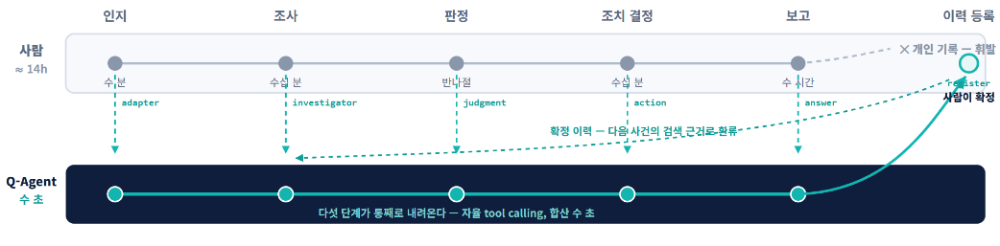 인지 조사 판정 조치 결정 보고 이력 등록
사람
≈ 14h
✕ 개인 기록 — 휘발
수 분 수십 분 반나절 수십 분 수 시간
register
사람이 확정
adapter investigator judgment action answer
확정 이력 — 다음 사건의 검색 근거로 환류
Q-Agent
수 초
다섯 단계가 통째로 내려온다 — 자율 tool calling, 합산 수 초